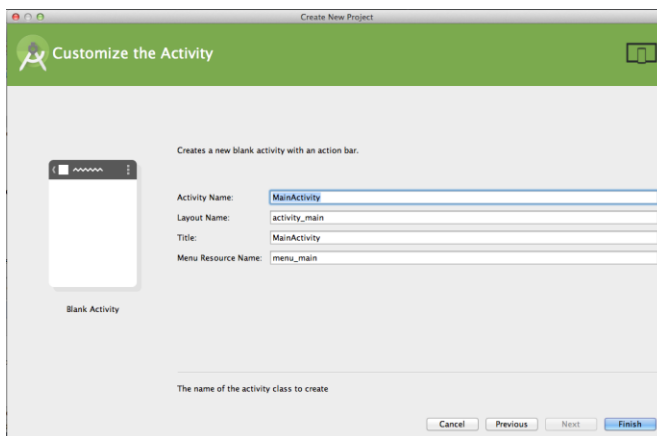 Create New Project
Customize the Activity
Creates a new blank activity with an action bar.
Activity Name: MainActivity
Layout Name: activity_main
Title: MainActivity
Menu Resource Name: menu_main
Blank Activity
The name of the activity class to create
Cancel Previous Next Finish